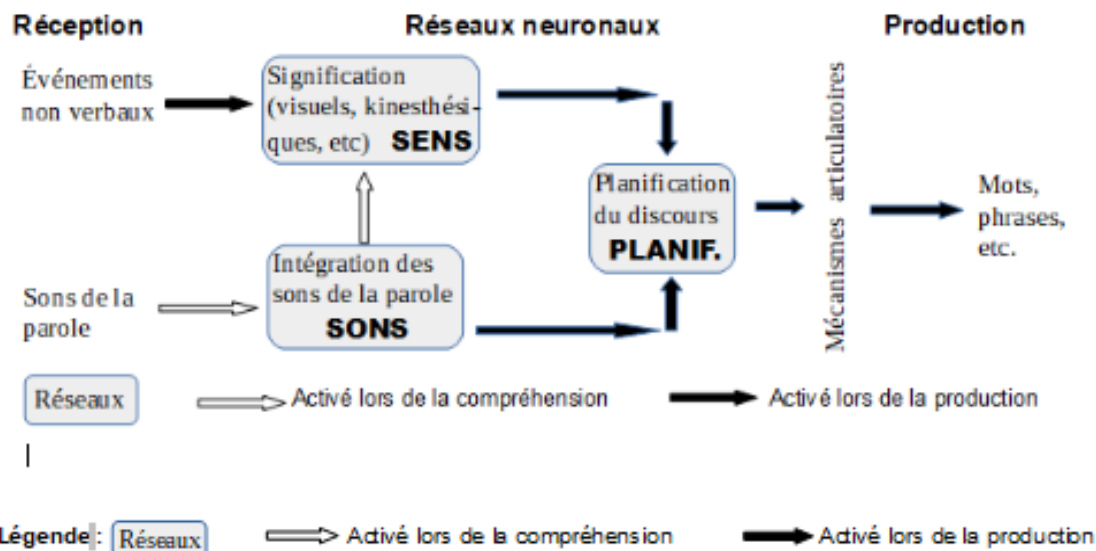 Réception
Réseaux neuronaux
Production
Événements
non verbaux
Signification
(visuels, kinesthési-
ques, etc) SENS
Planification
du discours
PLANIF.
Mécanismes articulatoires
Mots,
phrases,
etc.
Sons de la
parole
Intégration des
sons de la parole
SONS
Réseaux
Activé lors de la compréhension
Activé lors de la production
Légende : Réseaux
Activé lors de la compréhension
Activé lors de la production